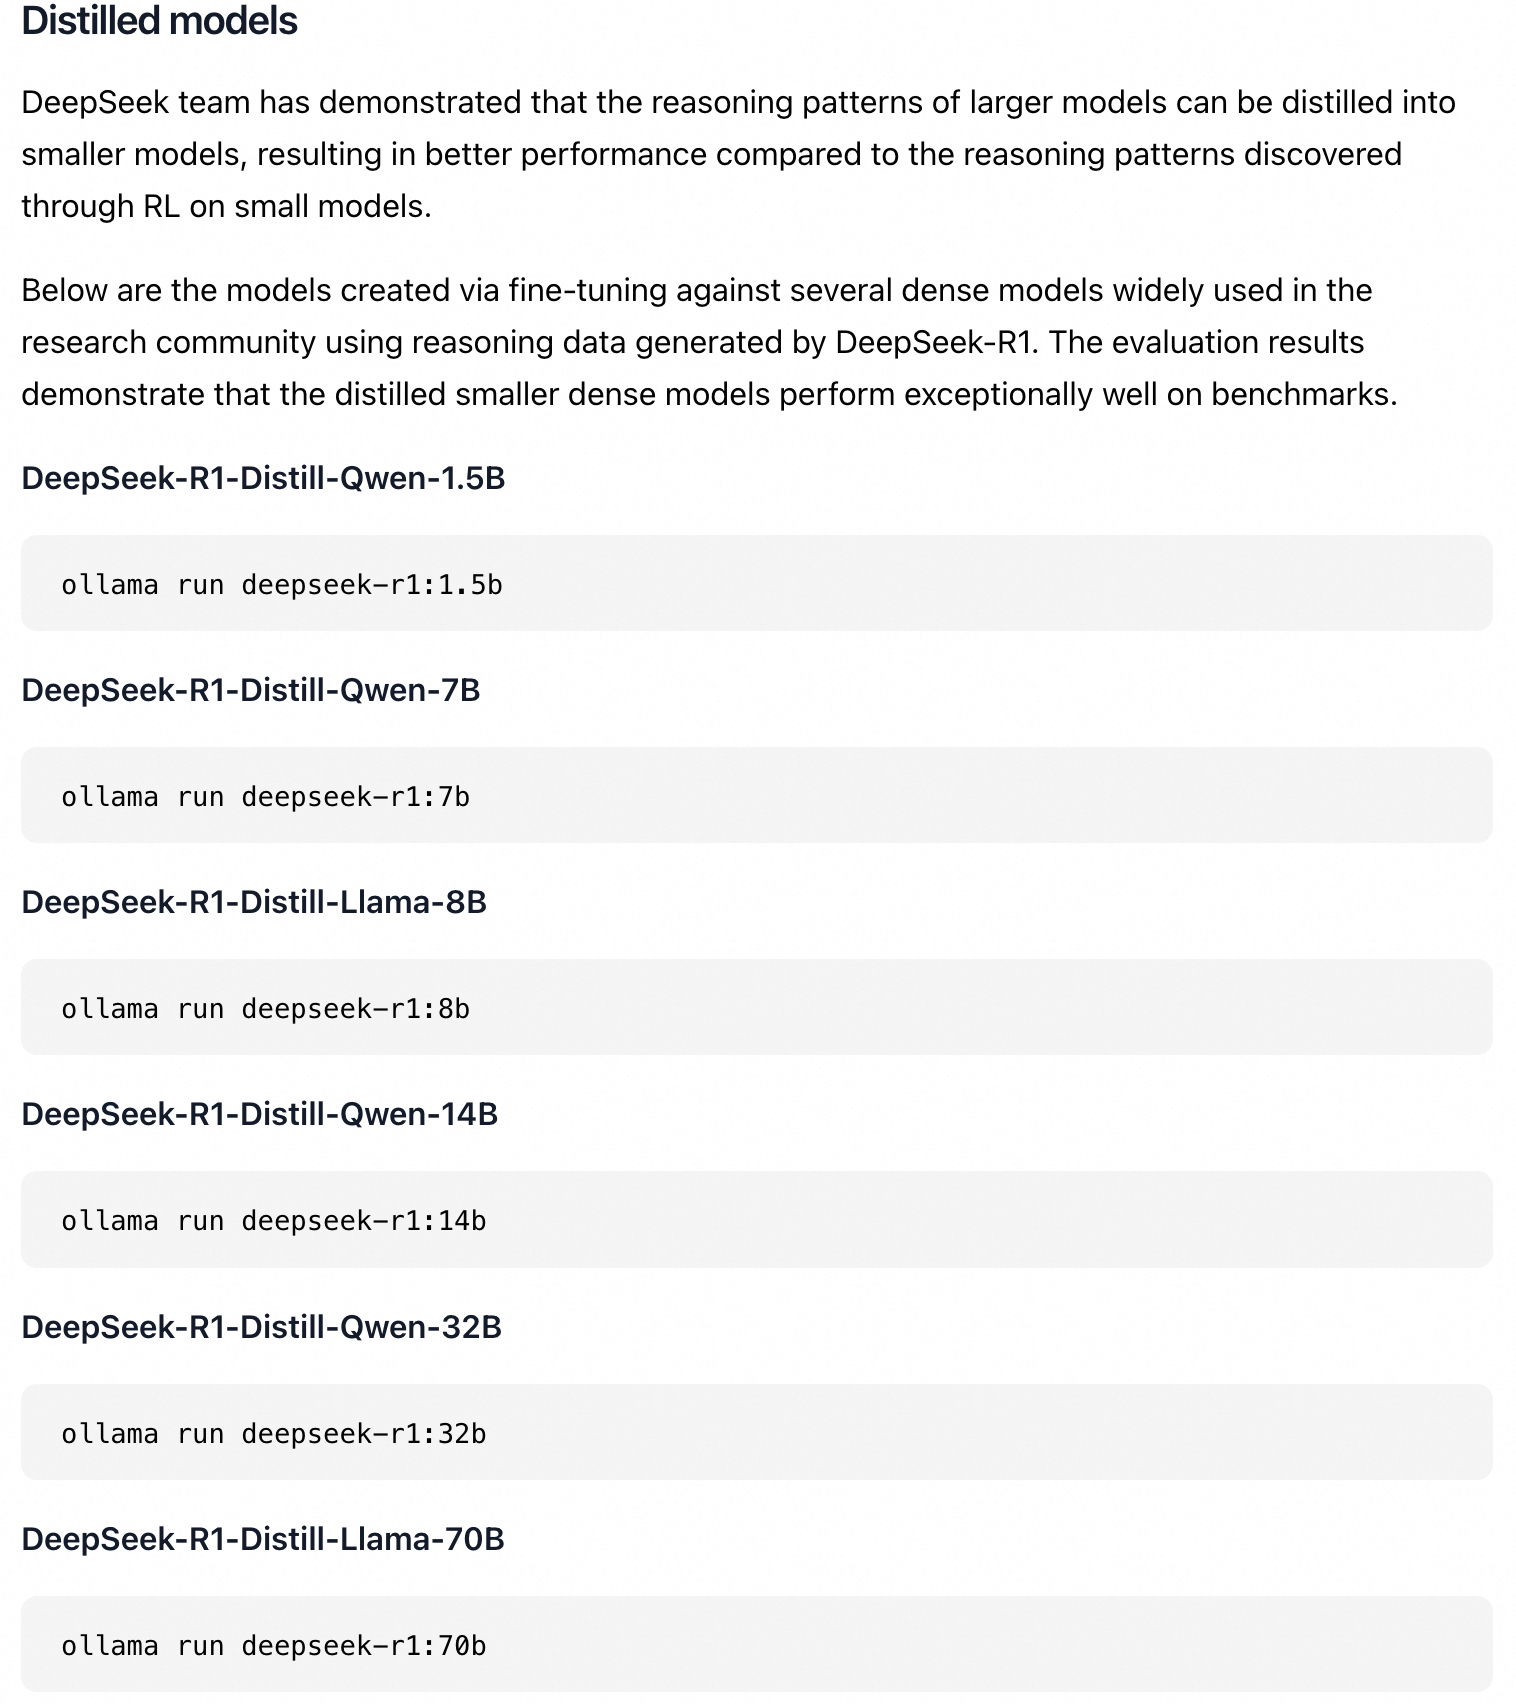 Distilled models
DeepSeek team has demonstrated that the reasoning patterns of larger models can be distilled into
smaller models, resulting in better performance compared to the reasoning patterns discovered
through RL on small models.
Below are the models created via fine-tuning against several dense models widely used in the
research community using reasoning data generated by DeepSeek-R1. The evaluation results
demonstrate that the distilled smaller dense models perform exceptionally well on benchmarks.
DeepSeek-R1-Distill-Qwen-1.5B
ollama run deepseek-r1:1.5b
DeepSeek-R1-Distill-Qwen-7B
ollama run deepseek-r1:7b
DeepSeek-R1-Distill-Llama-8B
ollama run deepseek-r1:8b
DeepSeek-R1-Distill-Qwen-14B
ollama run deepseek-r1:14b
DeepSeek-R1-Distill-Qwen-32B
ollama run deepseek-r1:32b
DeepSeek-R1-Distill-Llama-70B
ollama run deepseek-r1:70b